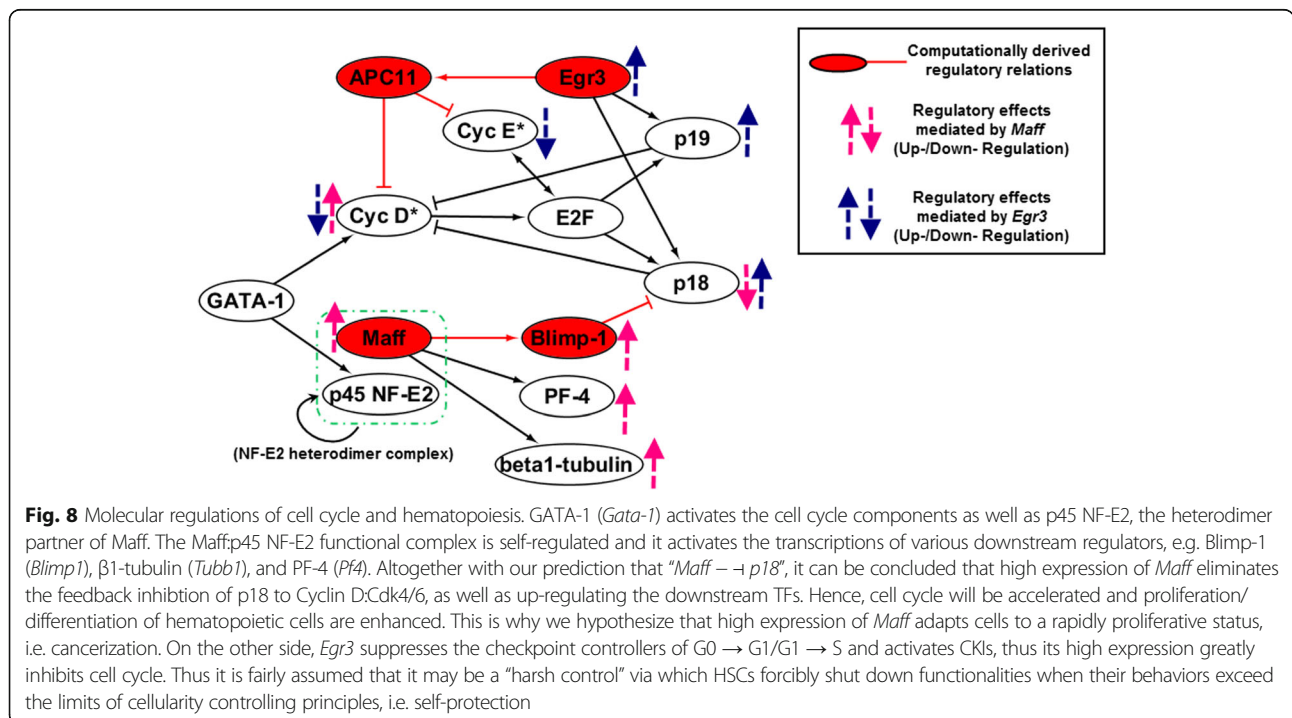 APC11
Egr3
Cyc E*
p19
Cyc D*
E2F
p18
GATA-1
Maff
Blimp-1
p45 NF-E2
PF-4
(NF-E2 heterodimer complex)
beta1-tubulin
Computationally derived
regulatory relations
Regulatory effects
mediated by Maff
(Up-/Down- Regulation)
Regulatory effects
mediated by Egr3
(Up-/Down- Regulation)
Fig. 8 Molecular regulations of cell cycle and hematopoiesis. GATA-1 (Gata-1) activates the cell cycle components as well as p45 NF-E2, the heterodimer
partner of Maff. The Maff:p45 NF-E2 functional complex is self-regulated and it activates the transcriptions of various downstream regulators, e.g. Blimp-1
(Blimp1), β1-tubulin (Tubb1), and PF-4 (Pf4). Altogether with our prediction that “Maff − ⊣ p18”, it can be concluded that high expression of Maff eliminates
the feedback inhibtion of p18 to Cyclin D:Cdk4/6, as well as up-regulating the downstream TFs. Hence, cell cycle will be accelerated and proliferation/
differentiation of hematopoietic cells are enhanced. This is why we hypothesize that high expression of Maff adapts cells to a rapidly proliferative status,
i.e. cancerization. On the other side, Egr3 suppresses the checkpoint controllers of G0 → G1/G1 → S and activates CKIs, thus its high expression greatly
inhibits cell cycle. Thus it is fairly assumed that it may be a “harsh control” via which HSCs forcibly shut down functionalities when their behaviors exceed
the limits of cellularity controlling principles, i.e. self-protection